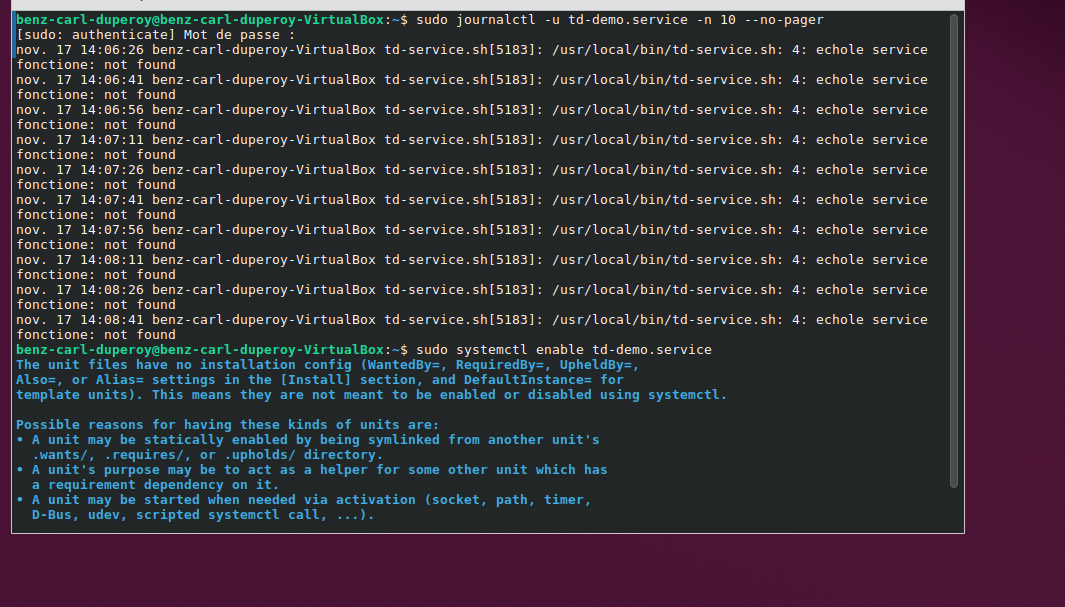 benz-carl-duperoy@benz-carl-duperoy-VirtualBox:~$ sudo journalctl -u td-demo.service -n 10 --no-pager
[sudo: authenticate] Mot de passe :
nov. 17 14:06:26 benz-carl-duperoy-VirtualBox td-service.sh[5183]: /usr/local/bin/td-service.sh: 4: echole service
fonctione: not found
nov. 17 14:06:41 benz-carl-duperoy-VirtualBox td-service.sh[5183]: /usr/local/bin/td-service.sh: 4: echole service
fonctione: not found
nov. 17 14:06:56 benz-carl-duperoy-VirtualBox td-service.sh[5183]: /usr/local/bin/td-service.sh: 4: echole service
fonctione: not found
nov. 17 14:07:11 benz-carl-duperoy-VirtualBox td-service.sh[5183]: /usr/local/bin/td-service.sh: 4: echole service
fonctione: not found
nov. 17 14:07:26 benz-carl-duperoy-VirtualBox td-service.sh[5183]: /usr/local/bin/td-service.sh: 4: echole service
fonctione: not found
nov. 17 14:07:41 benz-carl-duperoy-VirtualBox td-service.sh[5183]: /usr/local/bin/td-service.sh: 4: echole service
fonctione: not found
nov. 17 14:07:56 benz-carl-duperoy-VirtualBox td-service.sh[5183]: /usr/local/bin/td-service.sh: 4: echole service
fonctione: not found
nov. 17 14:08:11 benz-carl-duperoy-VirtualBox td-service.sh[5183]: /usr/local/bin/td-service.sh: 4: echole service
fonctione: not found
nov. 17 14:08:26 benz-carl-duperoy-VirtualBox td-service.sh[5183]: /usr/local/bin/td-service.sh: 4: echole service
fonctione: not found
nov. 17 14:08:41 benz-carl-duperoy-VirtualBox td-service.sh[5183]: /usr/local/bin/td-service.sh: 4: echole service
fonctione: not found
benz-carl-duperoy@benz-carl-duperoy-VirtualBox:~$ sudo systemctl enable td-demo.service
The unit files have no installation config (WantedBy=, RequiredBy=, UpheldBy=,
Also=, or Alias= settings in the [Install] section, and DefaultInstance= for
template units). This means they are not meant to be enabled or disabled using systemctl.

Possible reasons for having these kinds of units are:
• A unit may be statically enabled by being symlinked from another unit's
  .wants/, .requires/, or .upholds/ directory.
• A unit's purpose may be to act as a helper for some other unit which has
  a requirement dependency on it.
• A unit may be started when needed via activation (socket, path, timer,
  D-Bus, udev, scripted systemctl call, ...).